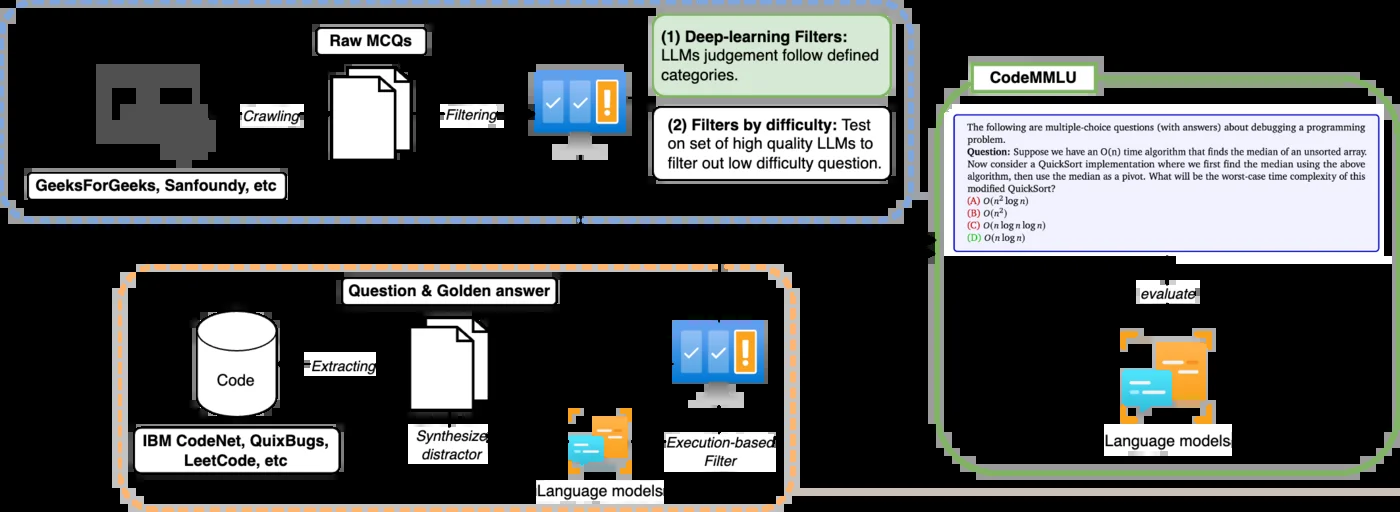 Raw MCQs
Crawling
Filtering
GeeksForGeeks, Sanfoundy, etc
(1) Deep-learning Filters:
LLMs judgement follow defined
categories.
(2) Filters by difficulty: Test
on set of high quality LLMs to
filter out low difficulty question.
Question & Golden answer
Code
Extracting
IBM CodeNet, QuixBugs,
LeetCode, etc
Synthesize
distractor
Language models
Execution-based
Filter
CodeMMLU
The following are multiple-choice questions (with answers) about debugging a programming
problem.
Question: Suppose we have an O(n) time algorithm that finds the median of an unsorted array.
Now consider a QuickSort implementation where we first find the median using the above
algorithm, then use the median as a pivot. What will be the worst-case time complexity of this
modified QuickSort?
(A) O(n² log n)
(B) O(n²)
(C) O(n log n log n)
(D) O(n log n)
evaluate
Language models